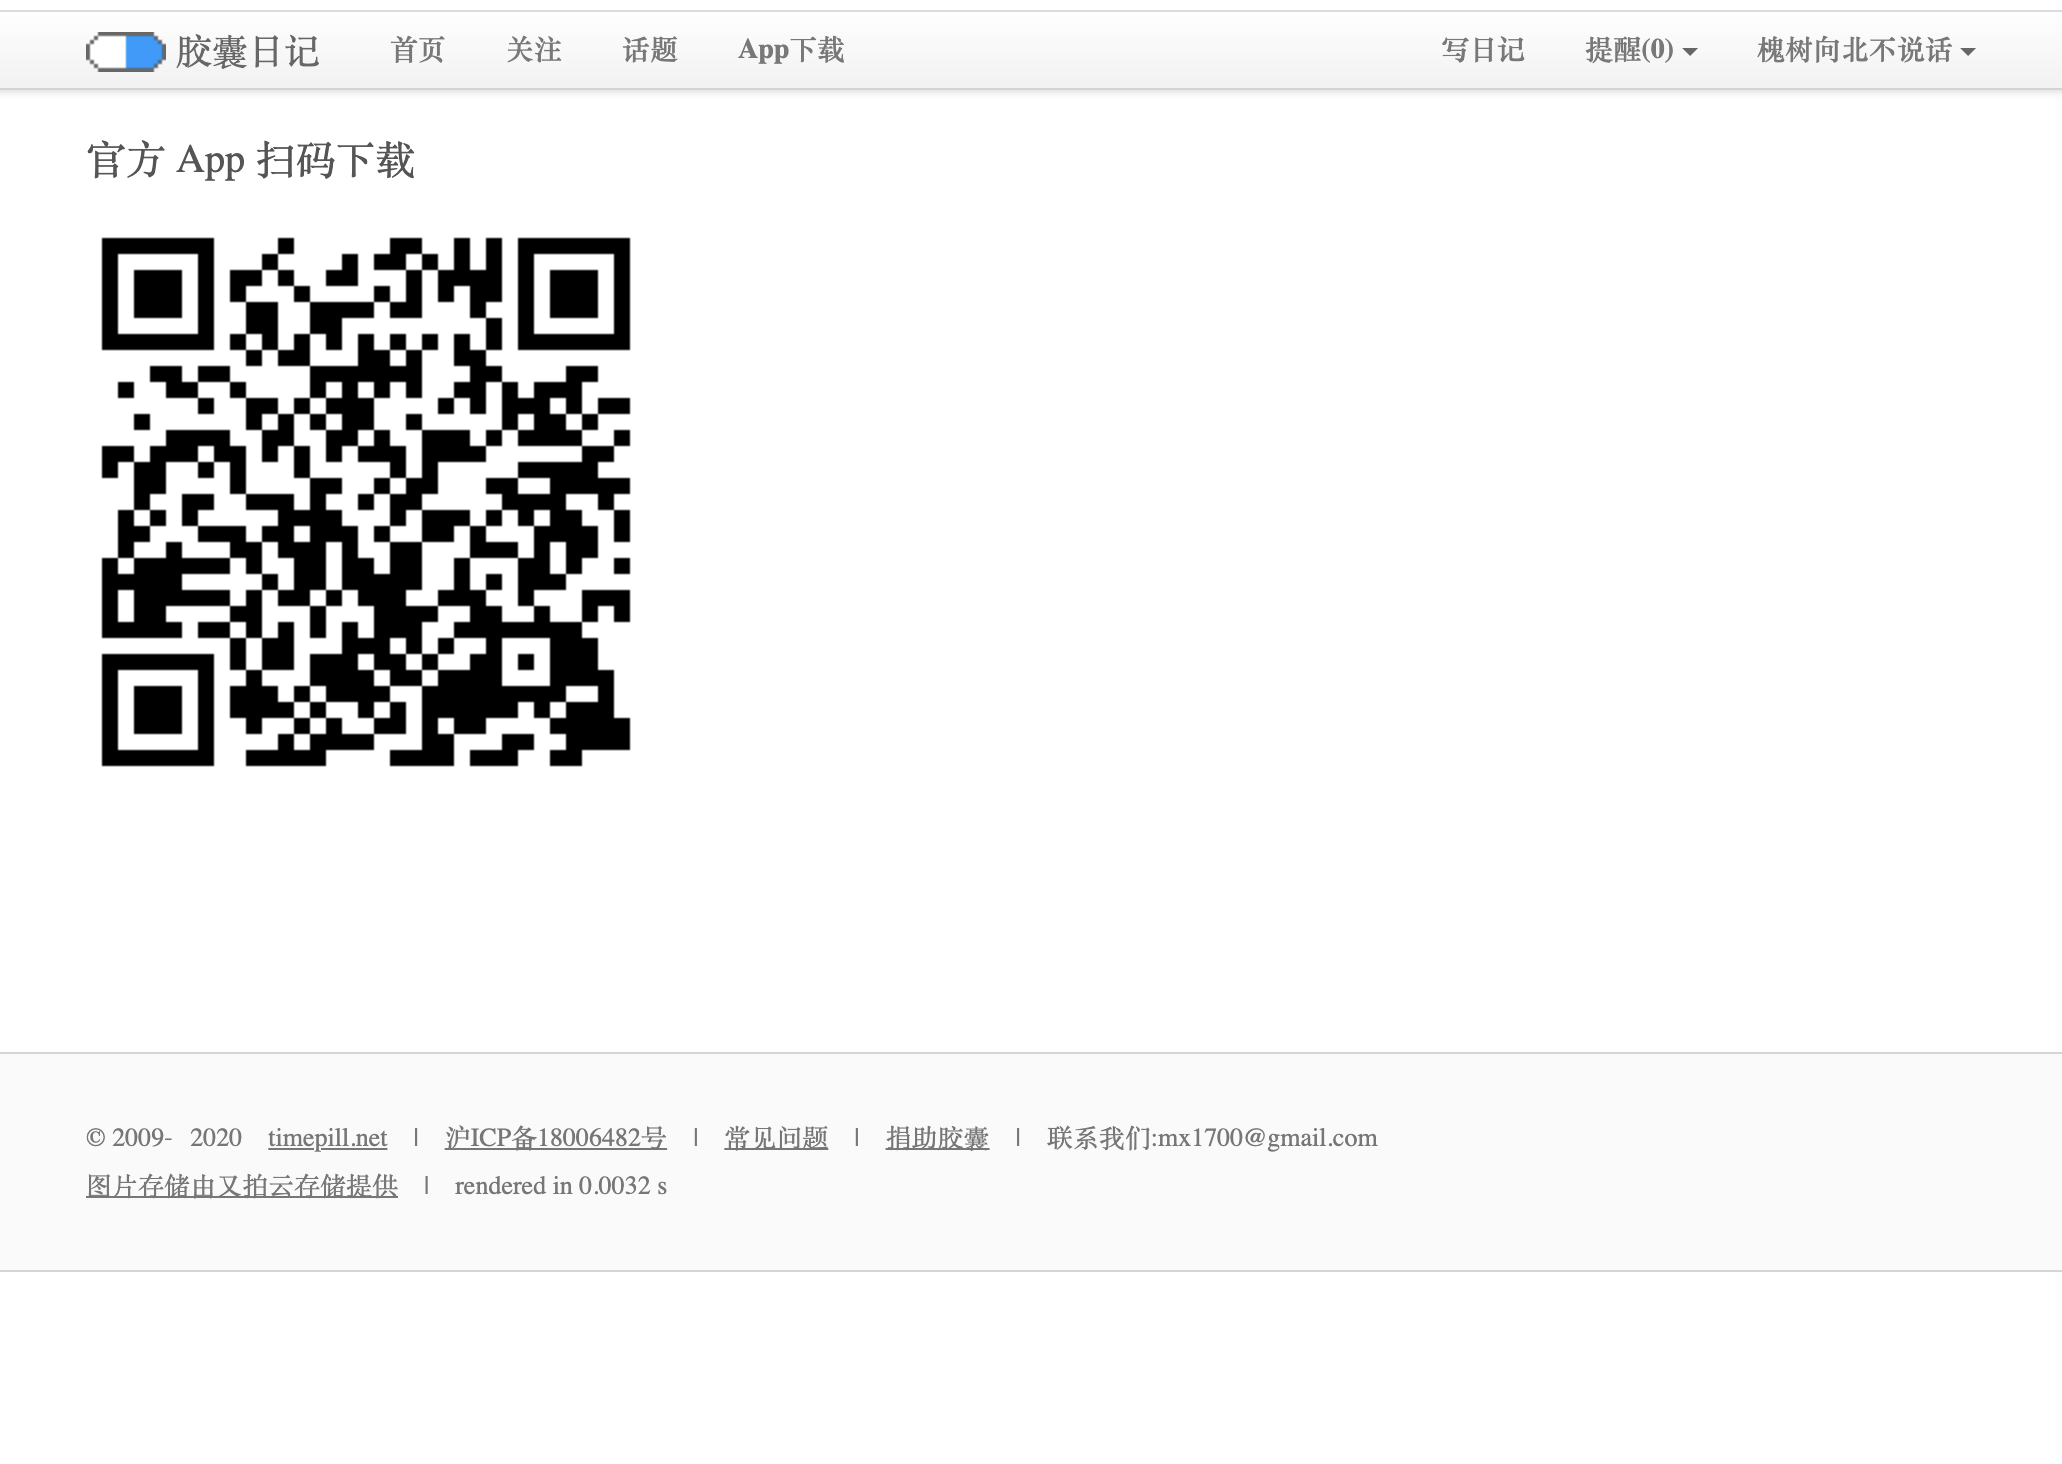 胶囊日记 首页 关注 话题 App下载 写日记 提醒(0) 槐树向北不说话
官方 App 扫码下载
© 2009- 2020 timepill.net | 沪ICP备18006482号 | 常见问题 | 捐助胶囊 | 联系我们:mx1700@gmail.com
图片存储由又拍云存储提供 | rendered in 0.0032 s